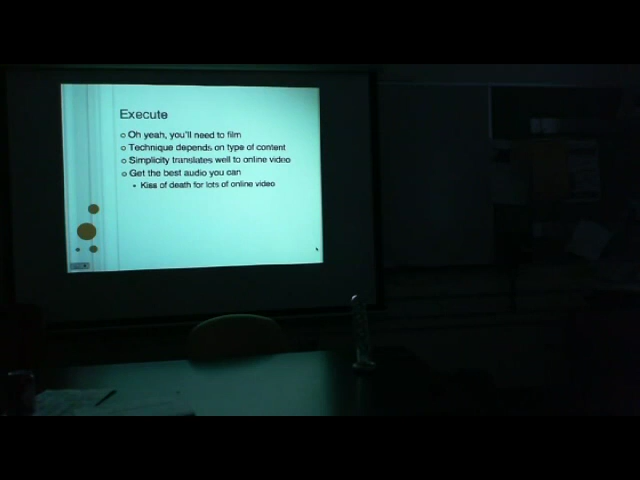 Execute
Oh yeah, you'll need to film
Technique depends on type of content
Simplicity translates well to online video
Get the best audio you can
Kiss of death for lots of online video